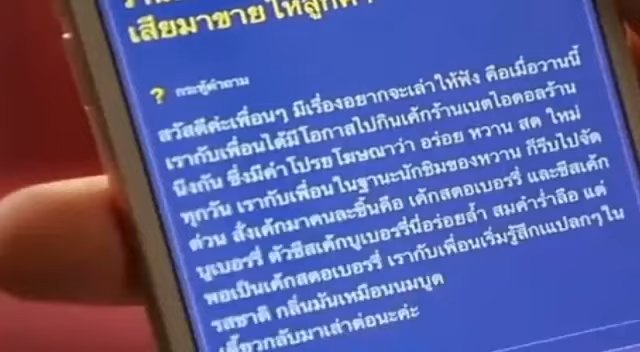 เสียมาขายให้ลูกค้า
? กระทู้คำถาม
สวัสดีค่ะเพื่อนๆ มีเรื่องอยากจะเล่าให้ฟัง คือเมื่อวานนี้
เรากับเพื่อนได้มีโอกาสไปกินเค้กร้านเนตไอดอลร้าน
นึงกัน ซึ่งมีคำโปรยโฆษณาว่า อร่อย หวาน สด ใหม่
ทุกวัน เรากับเพื่อนในฐานะนักชิมของหวาน ก็รีบไปจัด
ด่วน สั่งเค้กมาคนละชิ้นคือ เค้กสตอเบอรรี่ และชีสเค้ก
บูเบอรรี่ ตัวชีสเค้กบูเบอรรี่นี่อร่อยล้ำ สมคำร่ำลือ แต่
พอเป็นเค้กสตอเบอรรี่ เรากับเพื่อนเริ่มรู้สึกแปลกๆใน
รสชาติ กลิ่นมันเหมือนนมบูด
เดี๋ยวกลับมาเล่าต่อนะค่ะ